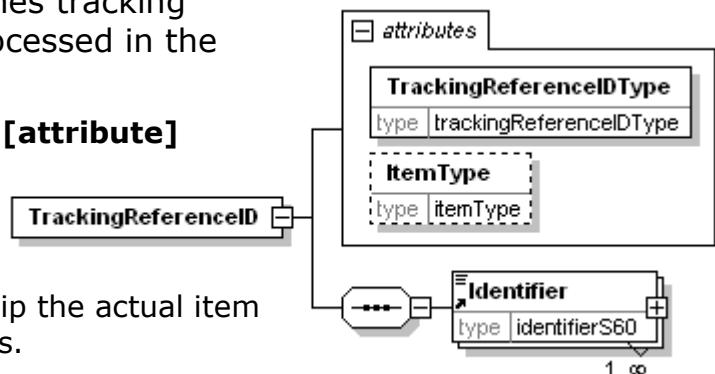 nes tracking
ocessed in the
[attribute]
ip the actual item
s.
attributes
TrackingReferenceIDType
type trackingReferenceIDType
ItemType
type itemType
TrackingReferenceID
Identifier
type identifierS60
1..∞